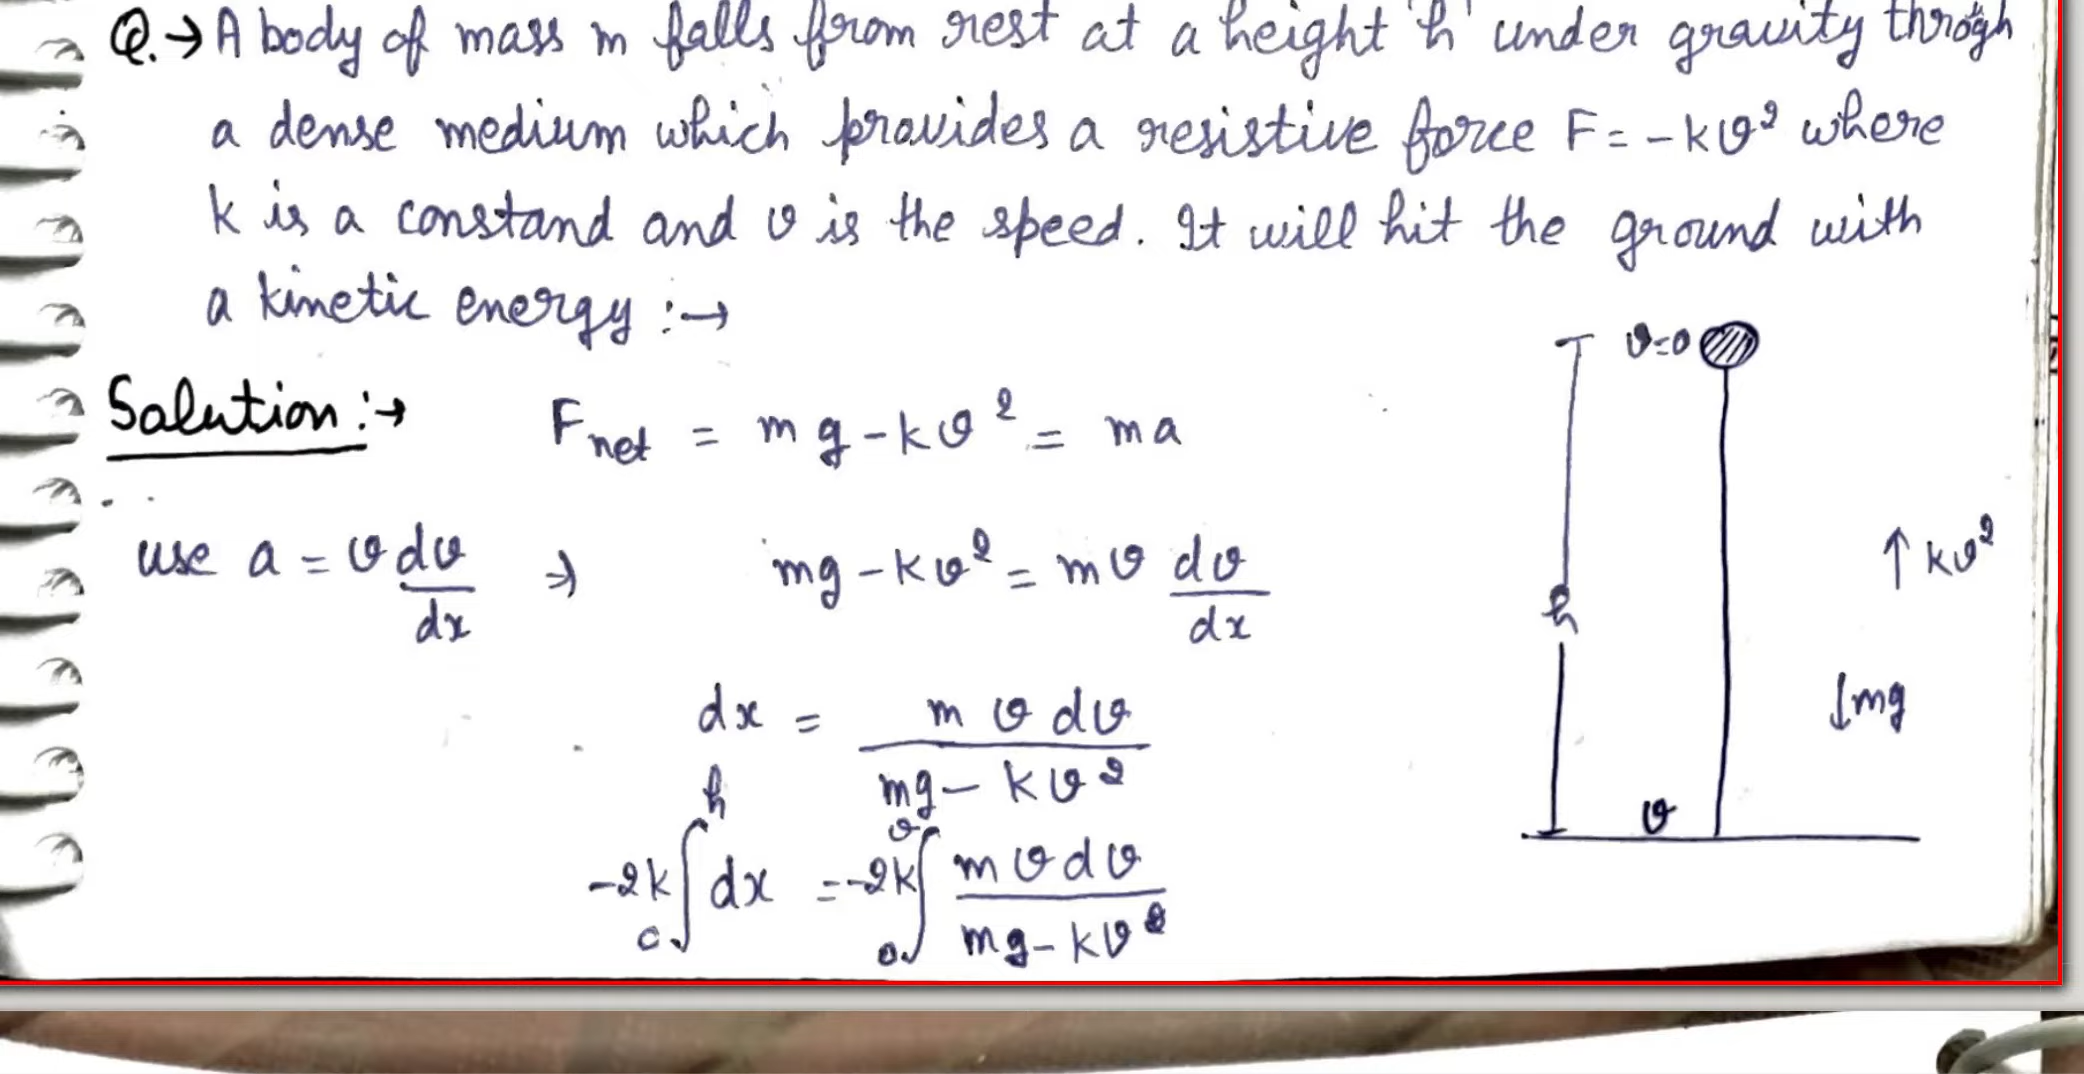 Q.→ A body of mass m falls from rest at a height 'h' under gravity throgh
a dense medium which provides a resistive force F = -kv² where
k is a constand and v is the speed. It will hit the ground with
a kinetic energy :→
Solution :→ F net = mg - kv² = ma
use a = v dv/dx ⇒ mg - kv² = mv dv/dx
dx = m v dv / mg - kv²
-2k ∫₀ʰ dx = -2k ∫₀ᵛ m v dv / mg - kv²
v=0
h
↑ kv²
↓mg
v